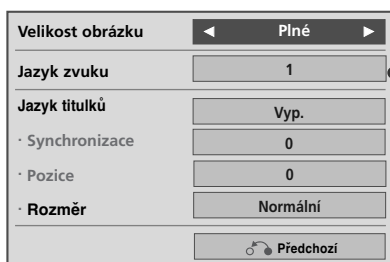 Velikost obrázku ◄ Plné ►
Jazyk zvuku 1
Jazyk titulků Vyp.
· Synchronizace 0
· Pozice 0
· Rozměr Normální
Předchozí